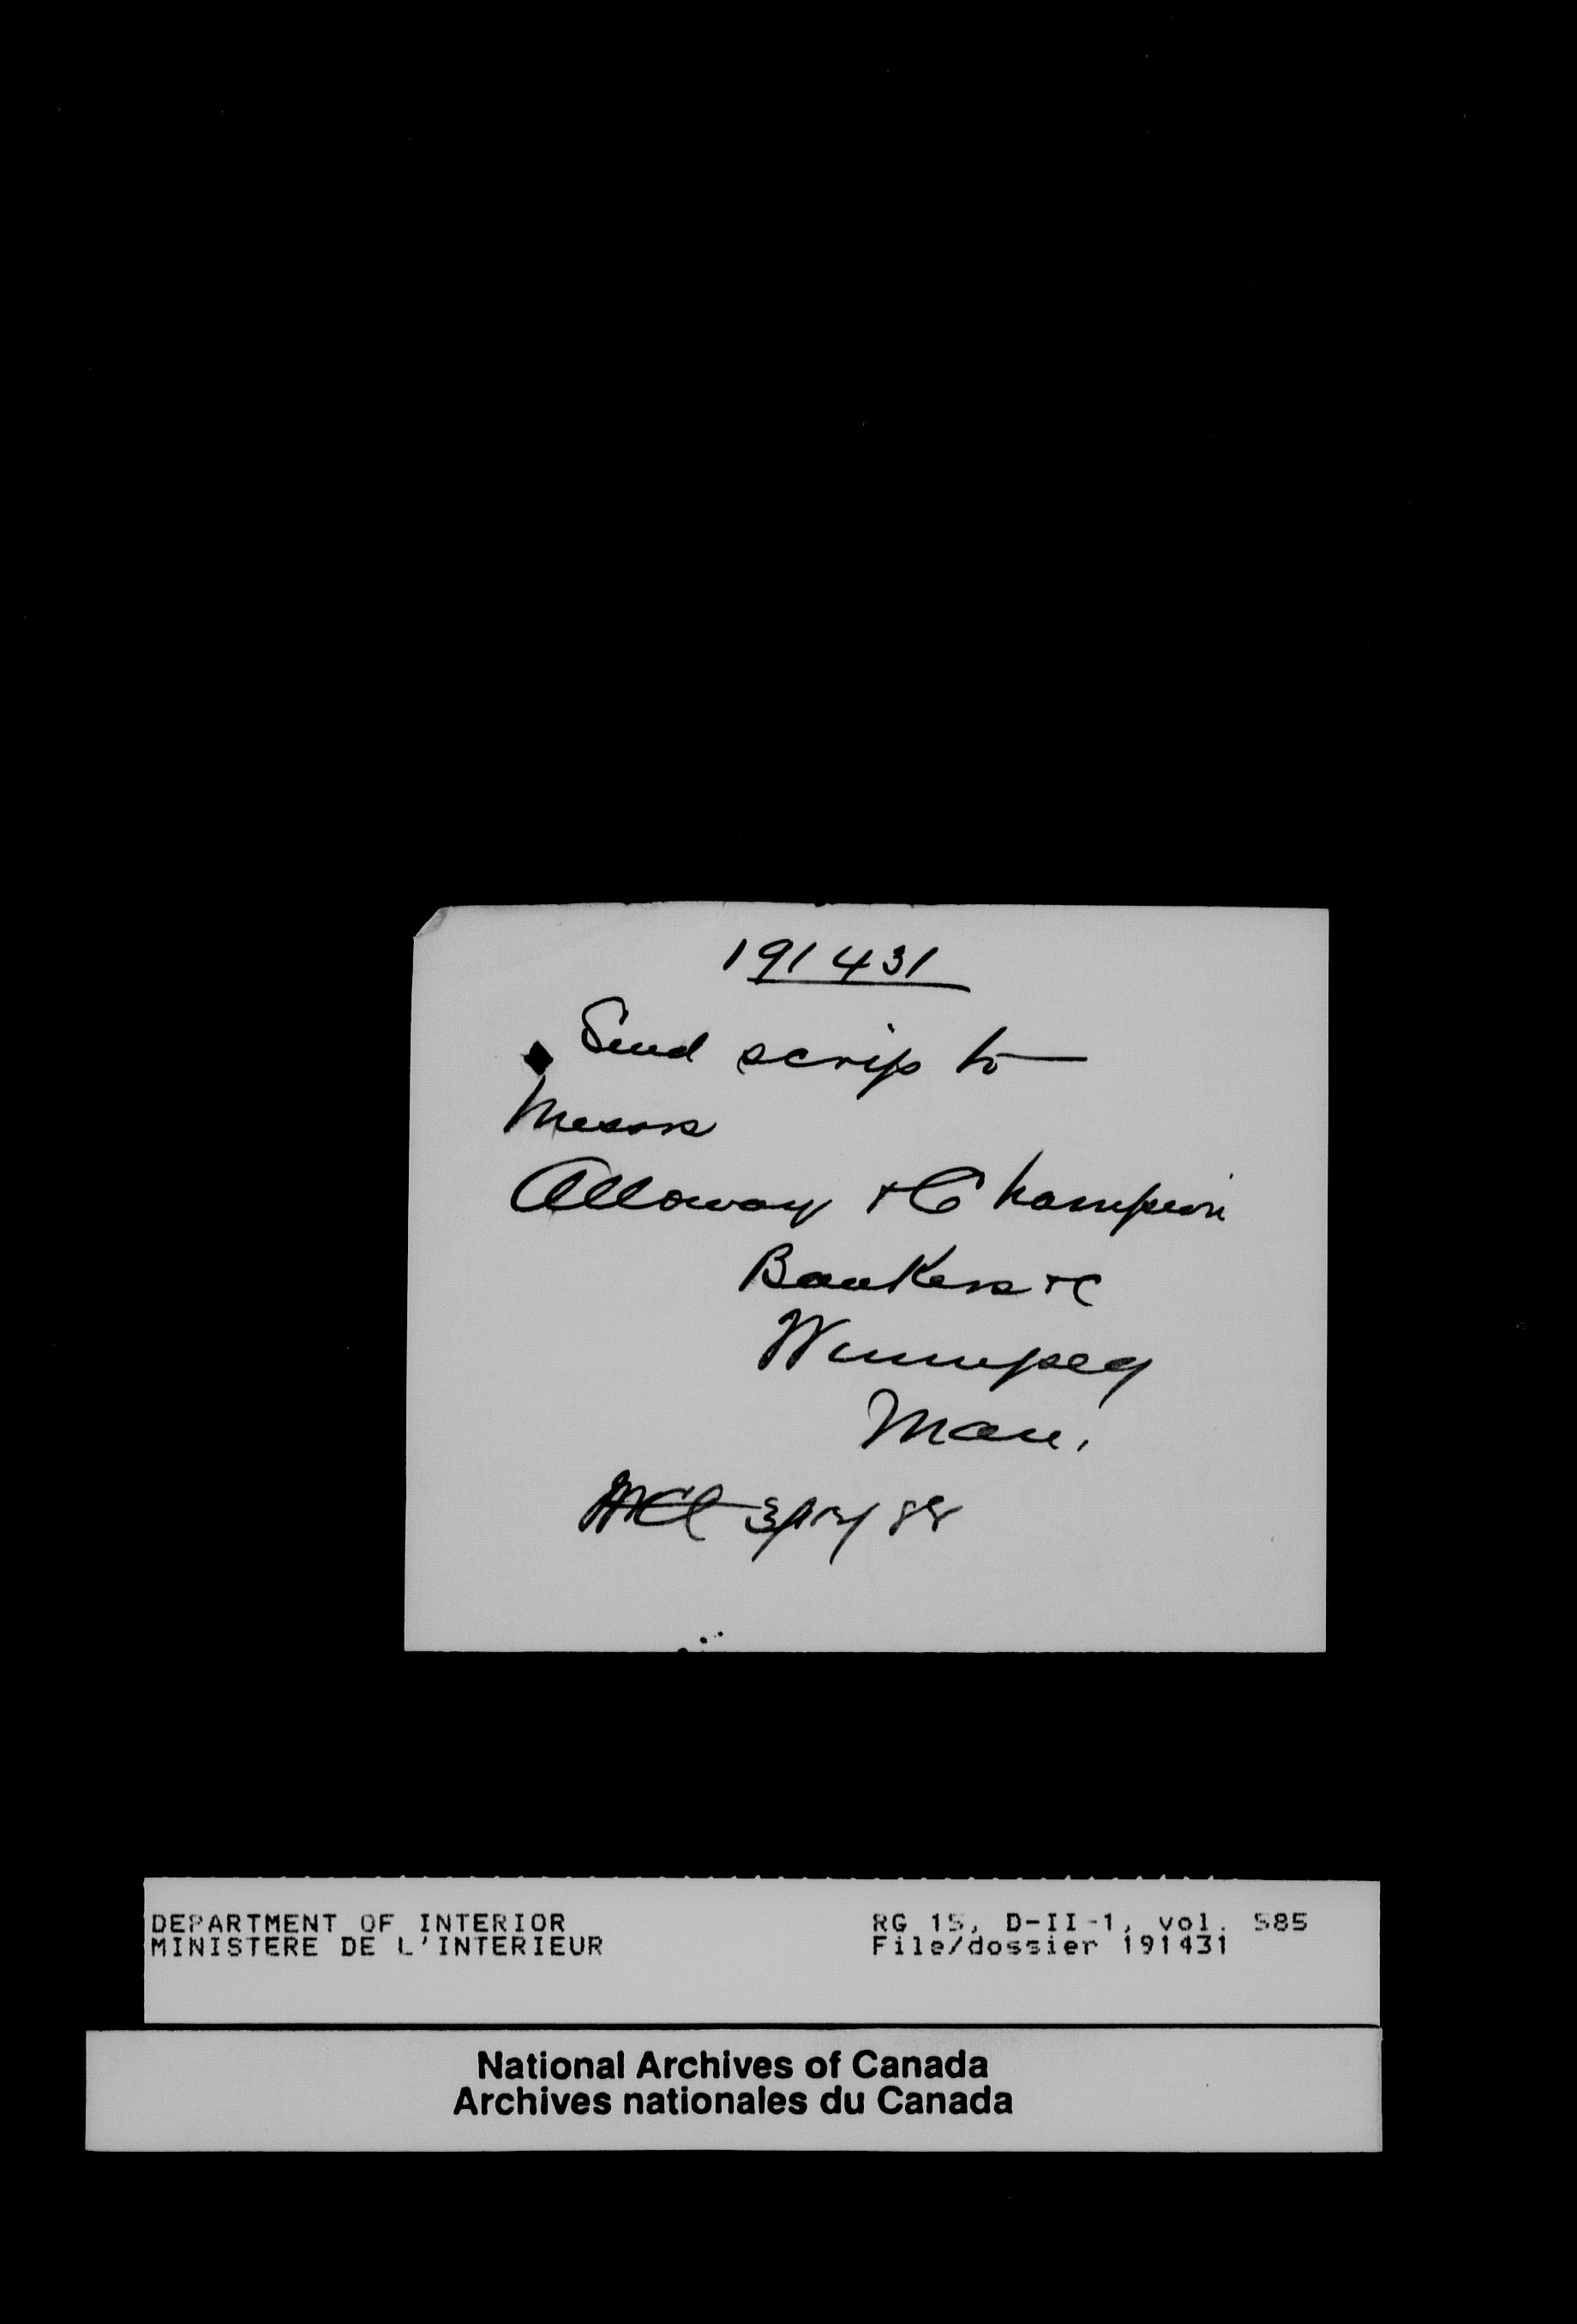 191431
Send scrip to
Messrs
Alloway & Champion
Bankers &c
Winnipeg
Man.
3/12/88
DEPARTMENT OF INTERIOR
MINISTERE DE L'INTERIEUR
RG 15, D-II-1, vol. 585
File/dossier 191431
National Archives of Canada
Archives nationales du Canada